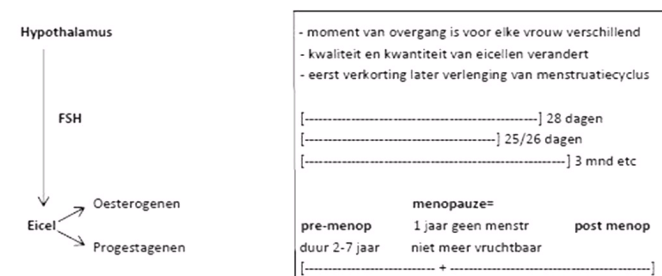 Hypothalamus
FSH
Oesterogenen
Eicel
Progestagenen
- moment van overgang is voor elke vrouw verschillend
- kwaliteit en kwantiteit van eicellen verandert
- eerst verkorting later verlenging van menstruatiecyclus
[--------------------------------------------------] 28 dagen
[-----------------------------------------] 25/26 dagen
[--------------------------------------------------------] 3 mnd etc
menopauze=
pre-menop 1 jaar geen menstr post menop
duur 2-7 jaar niet meer vruchtbaar
[---------------------------- + -------------------------------------------]